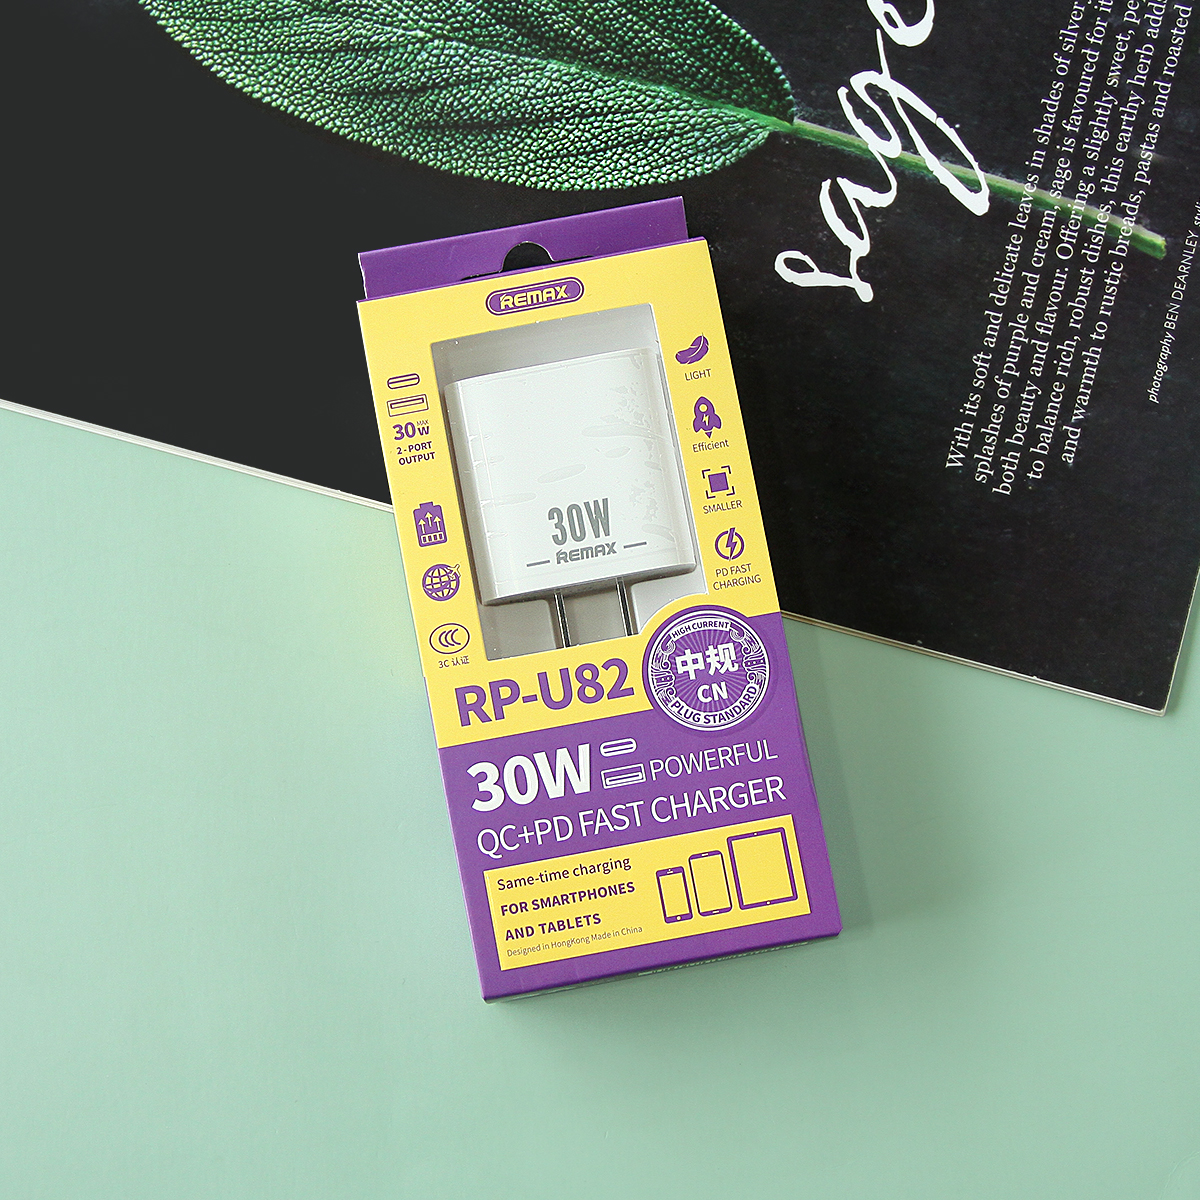 REMAX
30W MAX
2-PORT
OUTPUT
3C 认证
LIGHT
Efficient
SMALLER
PD FAST
CHARGING
30W
REMAX
RP-U82
HIGH CURRENT
中规
CN
PLUG STANDARD
30W POWERFUL
QC+PD FAST CHARGER
Same-time charging
FOR SMARTPHONES
AND TABLETS
Designed in HongKong Made in China
sage
With its soft and delicate leaves in shades of silver,
splashes of purple and cream, sage is favoured for it
both beauty and flavour. Offering a slightly sweet, pe
to balance rich, robust dishes, this earthy herb adds
and warmth to rustic breads, pastas and roasted
photography BEN DEARNLEY